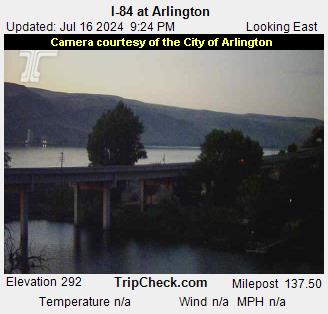 I-84 at Arlington
Updated: Jul 16 2024 9:24 PM Looking East
Camera courtesy of the City of Arlington
Elevation 292 TripCheck.com Milepost 137.50
Temperature n/a Wind n/a MPH n/a